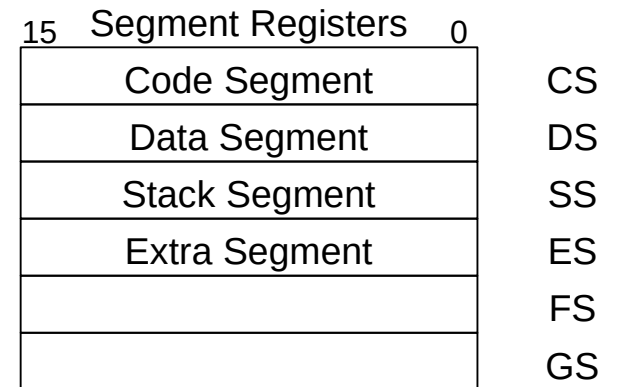 15 Segment Registers 0
Code Segment CS
Data Segment DS
Stack Segment SS
Extra Segment ES
FS
GS